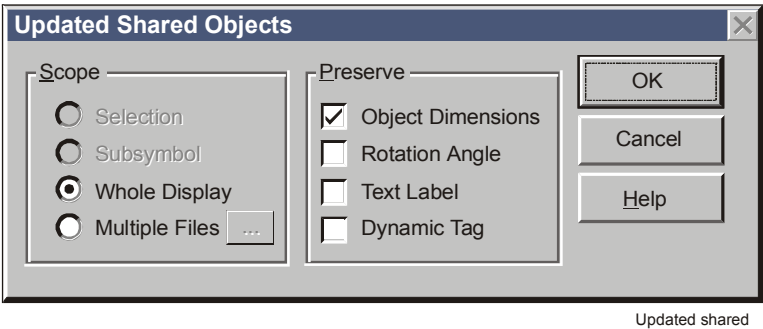 Updated Shared Objects
Scope
Selection
Subsymbol
Whole Display
Multiple Files ...
Preserve
Object Dimensions
Rotation Angle
Text Label
Dynamic Tag
OK
Cancel
Help
Updated shared